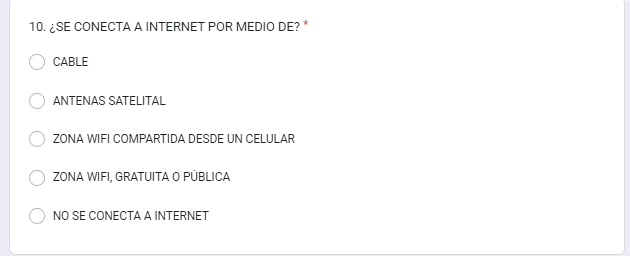 10. ¿SE CONECTA A INTERNET POR MEDIO DE? *
CABLE
ANTENAS SATELITAL
ZONA WIFI COMPARTIDA DESDE UN CELULAR
ZONA WIFI, GRATUITA O PÚBLICA
NO SE CONECTA A INTERNET